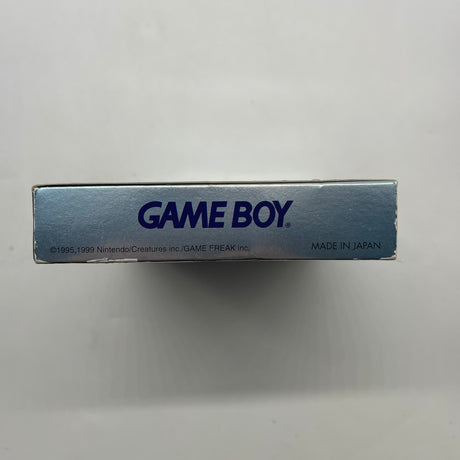 GAME BOY®
©1995,1999 Nintendo/Creatures inc./GAME FREAK inc.
MADE IN JAPAN